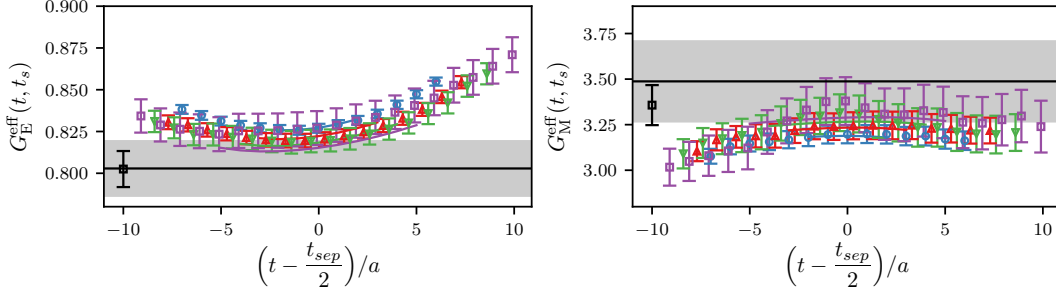 0.900
0.875
0.850
0.825
0.800
G_E^eff(t, t_s)
−10 −5 0 5 10
(t − t_sep/2)/a
3.75
3.50
3.25
3.00
G_M^eff(t, t_s)
−10 −5 0 5 10
(t − t_sep/2)/a